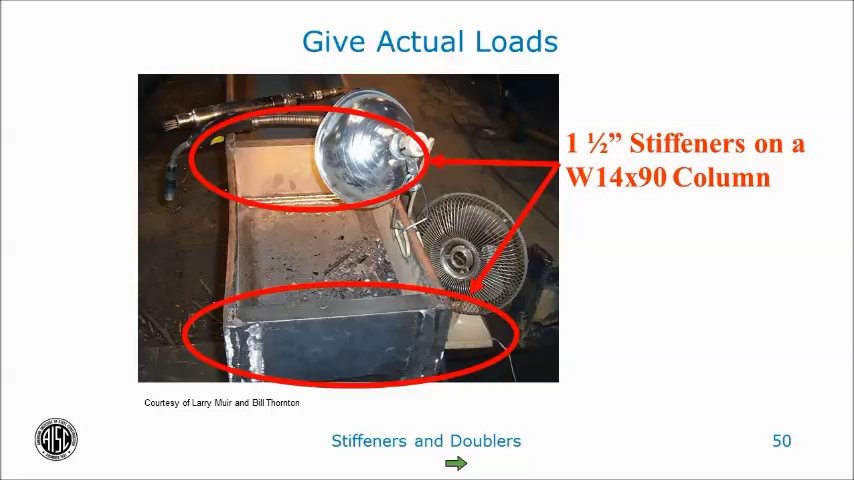 Give Actual Loads
1 ½” Stiffeners on a
W14x90 Column
Courtesy of Larry Muir and Bill Thornton
AISC
Stiffeners and Doublers
50